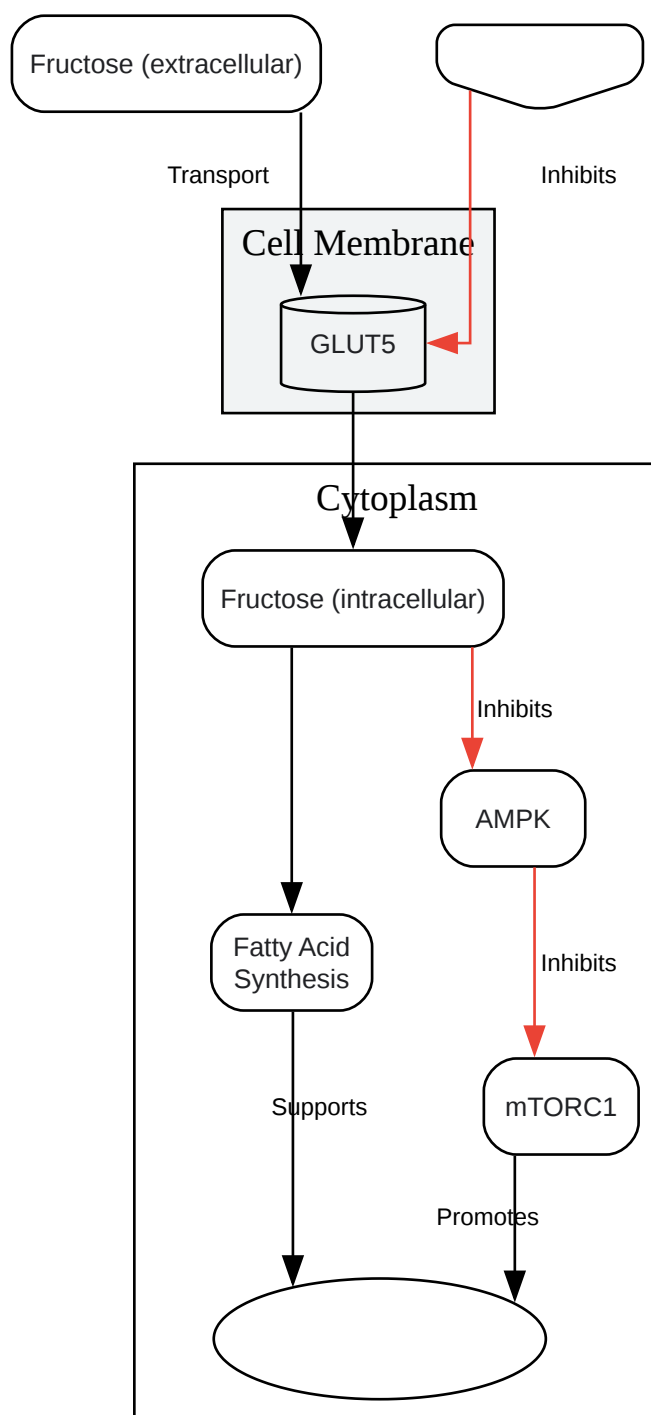 Fructose (extracellular)
Transport
Inhibits
Cell Membrane
GLUT5
Cytoplasm
Fructose (intracellular)
Inhibits
AMPK
Fatty Acid
Synthesis
Inhibits
mTORC1
Supports
Promotes